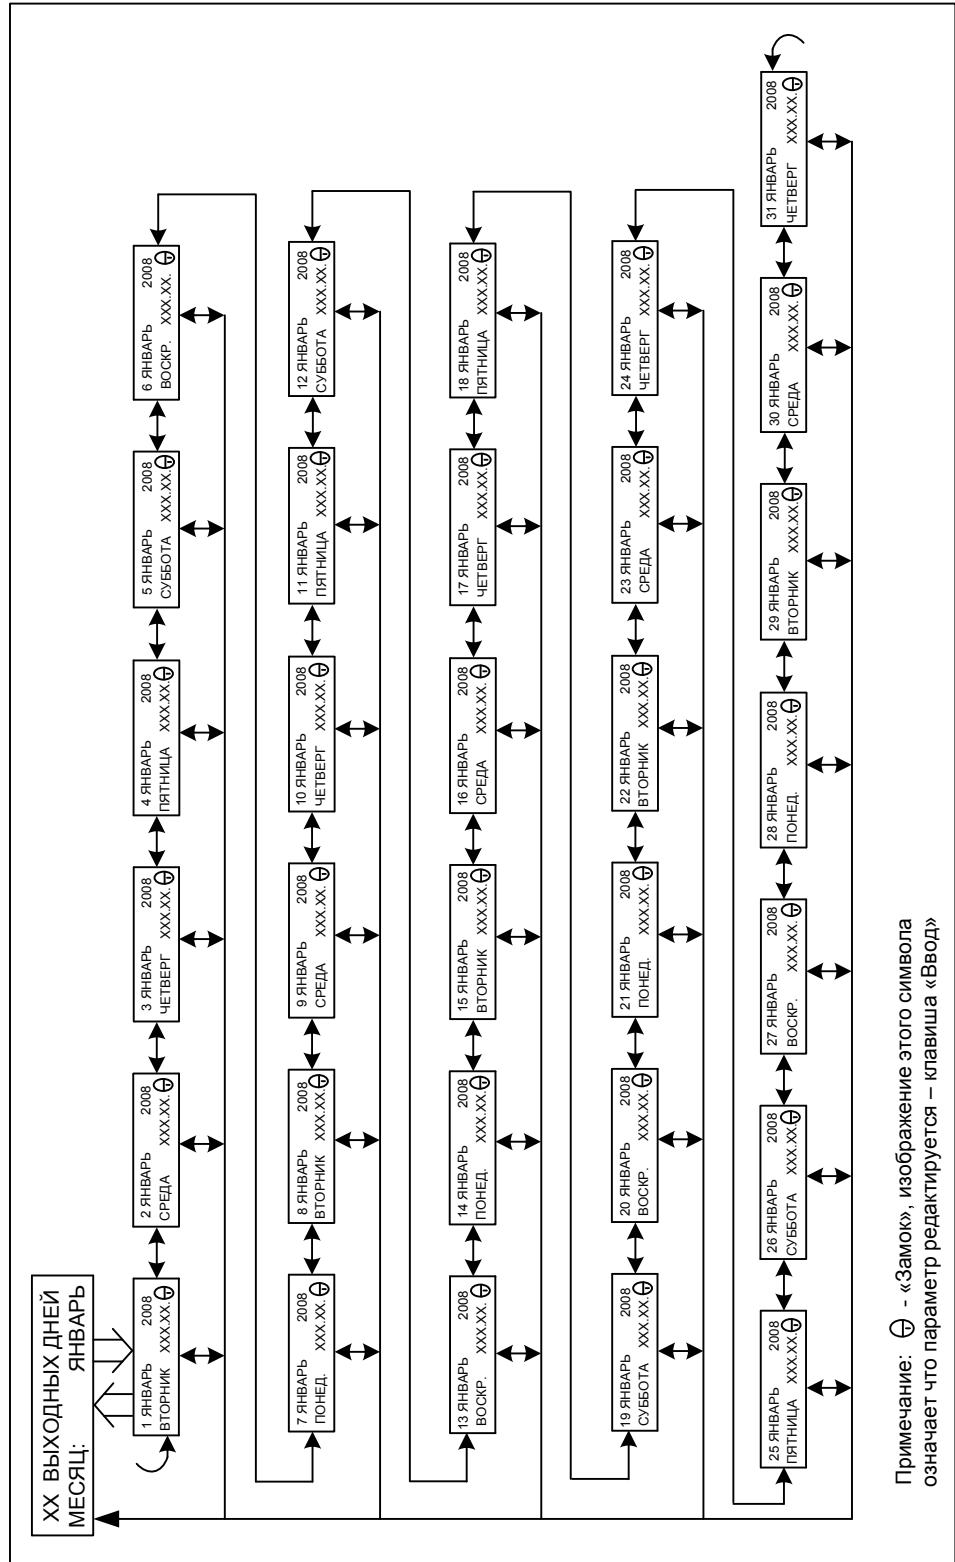 XX ВЫХОДНЫХ ДНЕЙ
МЕСЯЦ: ЯНВАРЬ
1 ЯНВАРЬ 2008
ВТОРНИК XXX.XX.
2 ЯНВАРЬ 2008
СРЕДА XXX.XX.
3 ЯНВАРЬ 2008
ЧЕТВЕРГ XXX.XX.
4 ЯНВАРЬ 2008
ПЯТНИЦА XXX.XX.
5 ЯНВАРЬ 2008
СУББОТА XXX.XX.
6 ЯНВАРЬ 2008
ВОСКР. XXX.XX.
7 ЯНВАРЬ 2008
ПОНЕД. XXX.XX.
8 ЯНВАРЬ 2008
ВТОРНИК XXX.XX.
9 ЯНВАРЬ 2008
СРЕДА XXX.XX.
10 ЯНВАРЬ 2008
ЧЕТВЕРГ XXX.XX.
11 ЯНВАРЬ 2008
ПЯТНИЦА XXX.XX.
12 ЯНВАРЬ 2008
СУББОТА XXX.XX.
13 ЯНВАРЬ 2008
ВОСКР. XXX.XX.
14 ЯНВАРЬ 2008
ПОНЕД. XXX.XX.
15 ЯНВАРЬ 2008
ВТОРНИК XXX.XX.
16 ЯНВАРЬ 2008
СРЕДА XXX.XX.
17 ЯНВАРЬ 2008
ЧЕТВЕРГ XXX.XX.
18 ЯНВАРЬ 2008
ПЯТНИЦА XXX.XX.
19 ЯНВАРЬ 2008
СУББОТА XXX.XX.
20 ЯНВАРЬ 2008
ВОСКР. XXX.XX.
21 ЯНВАРЬ 2008
ПОНЕД. XXX.XX.
22 ЯНВАРЬ 2008
ВТОРНИК XXX.XX.
23 ЯНВАРЬ 2008
СРЕДА XXX.XX.
24 ЯНВАРЬ 2008
ЧЕТВЕРГ XXX.XX.
25 ЯНВАРЬ 2008
ПЯТНИЦА XXX.XX.
26 ЯНВАРЬ 2008
СУББОТА XXX.XX.
27 ЯНВАРЬ 2008
ВОСКР. XXX.XX.
28 ЯНВАРЬ 2008
ПОНЕД. XXX.XX.
29 ЯНВАРЬ 2008
ВТОРНИК XXX.XX.
30 ЯНВАРЬ 2008
СРЕДА XXX.XX.
31 ЯНВАРЬ 2008
ЧЕТВЕРГ XXX.XX.
Примечание: - «Замок», изображение этого символа
означает что параметр редактируется – клавиша «Ввод»